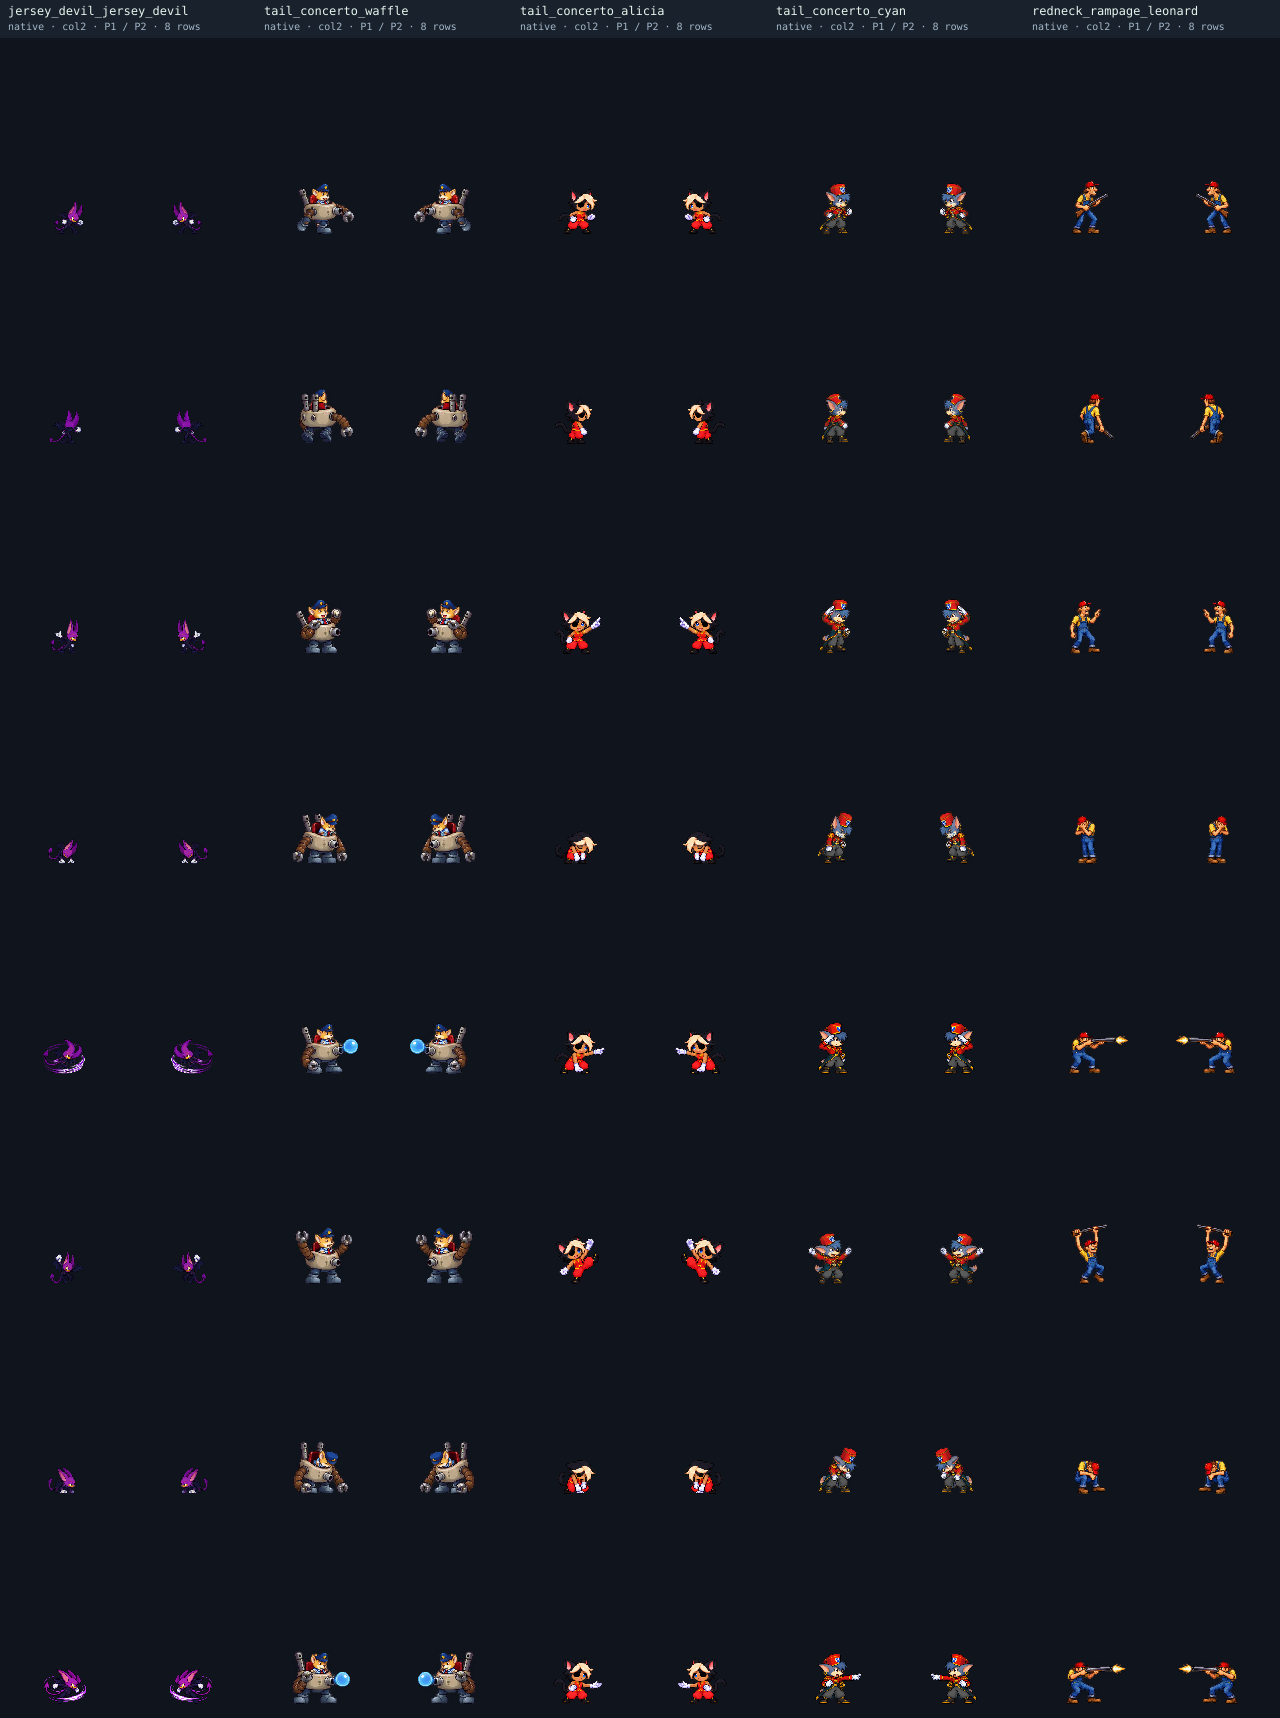 jersey_devil_jersey_devil
native · col2 · P1 / P2 · 8 rows
tail_concerto_waffle
native · col2 · P1 / P2 · 8 rows
tail_concerto_alicia
native · col2 · P1 / P2 · 8 rows
tail_concerto_cyan
native · col2 · P1 / P2 · 8 rows
redneck_rampage_leonard
native · col2 · P1 / P2 · 8 rows